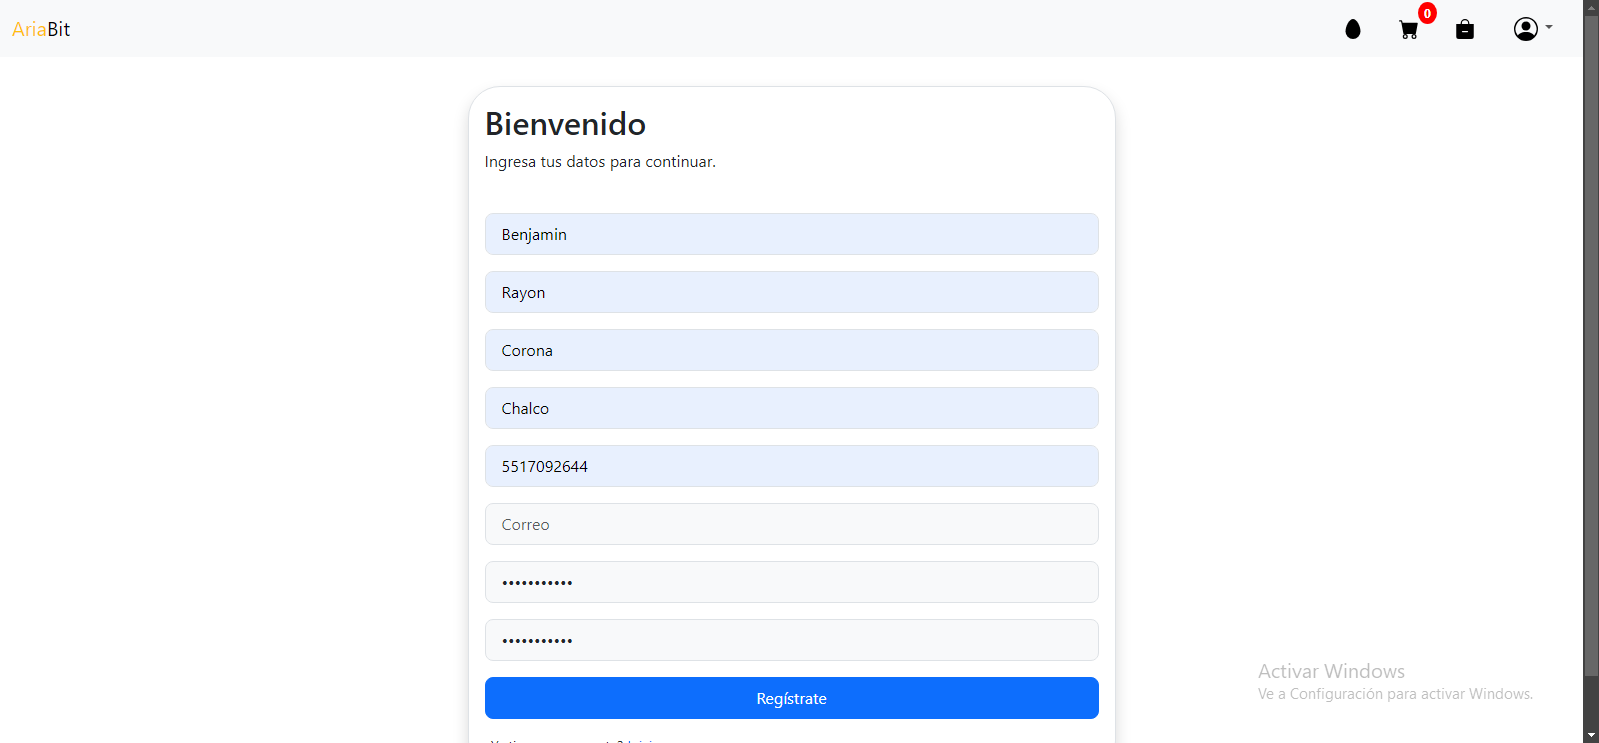 AriaBit
0
Bienvenido
Ingresa tus datos para continuar.
Benjamin
Rayon
Corona
Chalco
5517092644
Correo
•••••••••••
•••••••••••
Regístrate
Activar Windows
Ve a Configuración para activar Windows.